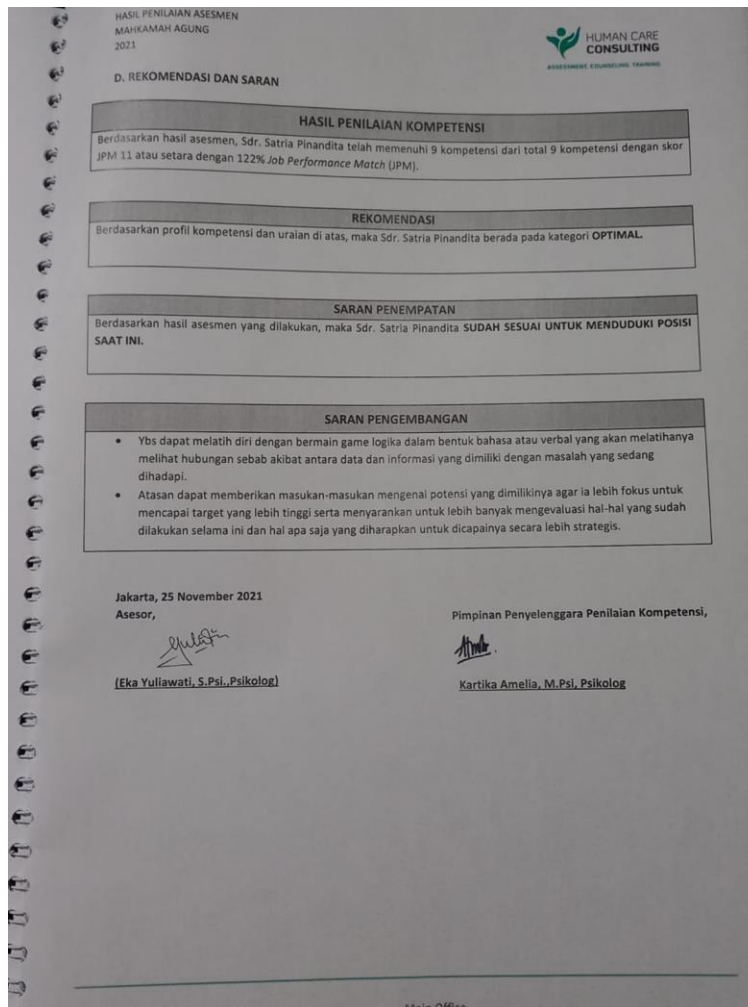 HASIL PENILAIAN ASESMEN
MAHKAMAH AGUNG
2021
HUMAN CARE
CONSULTING
ASSESSMENT COUNSELING TRAINING
D. REKOMENDASI DAN SARAN
HASIL PENILAIAN KOMPETENSI
Berdasarkan hasil asesmen, Sdr. Satria Pinandita telah memenuhi 9 kompetensi dari total 9 kompetensi dengan skor
JPM 11 atau setara dengan 122% Job Performance Match (JPM).
REKOMENDASI
Berdasarkan profil kompetensi dan uraian di atas, maka Sdr. Satria Pinandita berada pada kategori OPTIMAL.
SARAN PENEMPATAN
Berdasarkan hasil asesmen yang dilakukan, maka Sdr. Satria Pinandita SUDAH SESUAI UNTUK MENDUDUKI POSISI
SAAT INI.
SARAN PENGEMBANGAN
• Ybs dapat melatih diri dengan bermain game logika dalam bentuk bahasa atau verbal yang akan melatihanya
melihat hubungan sebab akibat antara data dan informasi yang dimiliki dengan masalah yang sedang
dihadapi.
• Atasan dapat memberikan masukan-masukan mengenai potensi yang dimilikinya agar ia lebih fokus untuk
mencapai target yang lebih tinggi serta menyarankan untuk lebih banyak mengevaluasi hal-hal yang sudah
dilakukan selama ini dan hal apa saja yang diharapkan untuk dicapainya secara lebih strategis.
Jakarta, 25 November 2021
Asesor,
Pimpinan Penyelenggara Penilaian Kompetensi,
(Eka Yuliawati, S.Psi.,Psikolog)
Kartika Amelia, M.Psi, Psikolog
Main Office